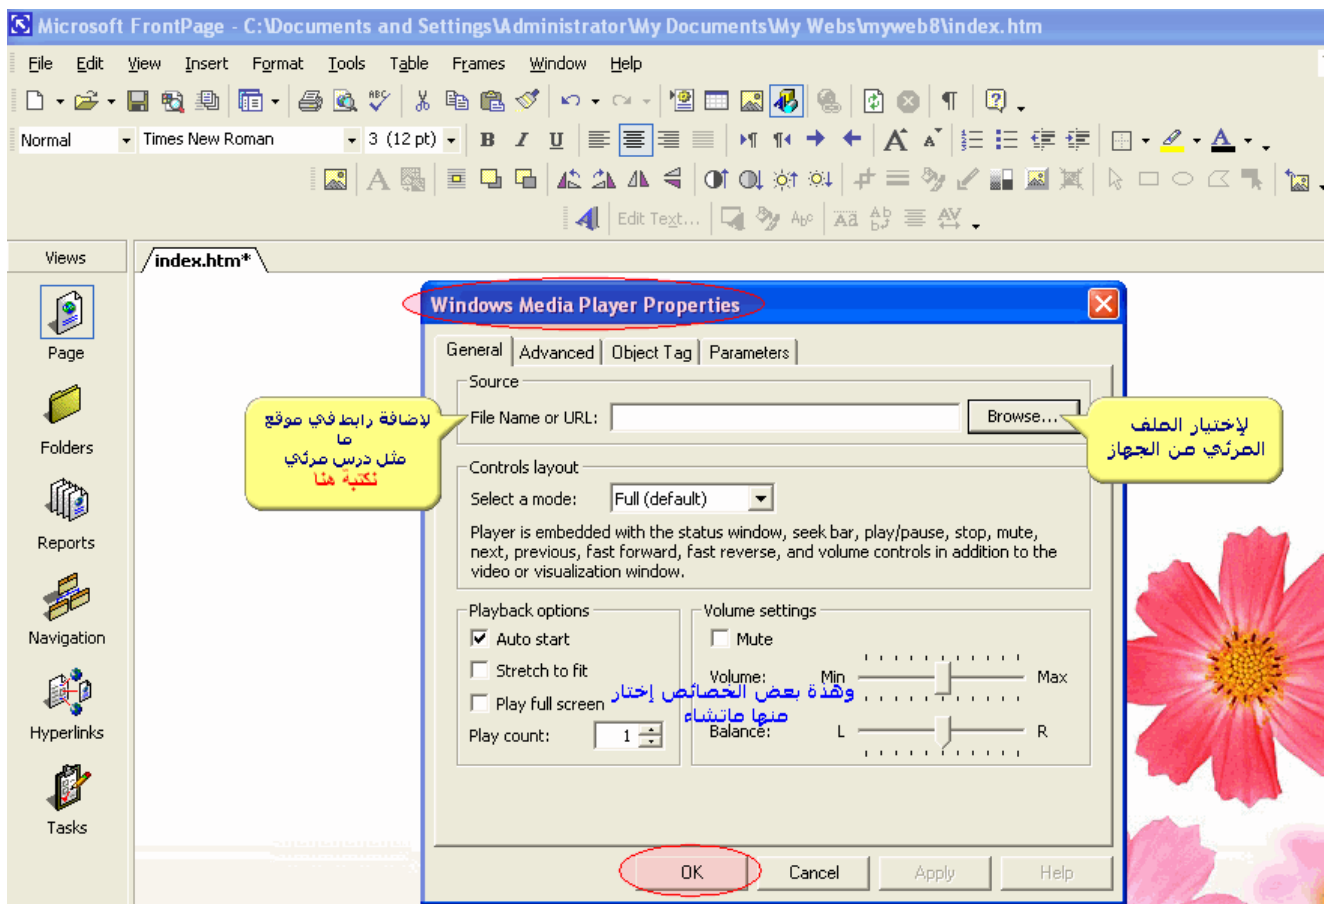 Microsoft FrontPage - C:\Documents and Settings\Administrator\My Documents\My Webs\myweb8\index.htm
File Edit View Insert Format Tools Table Frames Window Help
Normal Times New Roman 3 (12 pt) B I U
Edit Text...
Views
index.htm*
Page
Folders
Reports
Navigation
Hyperlinks
Tasks
Windows Media Player Properties
General Advanced Object Tag Parameters
Source
File Name or URL: Browse...
لإضافة رابط في موقع
ما
مثل درس مرئي
نكتبة هنا
لإختيار الملف
المرئي من الجهاز
Controls layout
Select a mode: Full (default)
Player is embedded with the status window, seek bar, play/pause, stop, mute,
next, previous, fast forward, fast reverse, and volume controls in addition to the
video or visualization window.
Playback options
Auto start
Stretch to fit
Play full screen
Play count: 1
Volume settings
Mute
Volume: Min Max
وهذة بعض الخصائص إختار
منها ماتشاء
Balance: L R
OK Cancel Apply Help